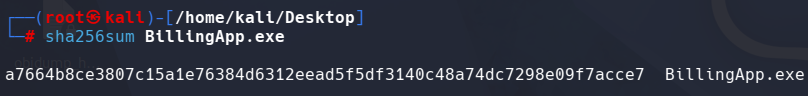 ┌──(root㉿kali)-[/home/kali/Desktop]
└─# sha256sum BillingApp.exe
a7664b8ce3807c15a1e76384d6312eead5f5df3140c48a74dc7298e09f7acce7  BillingApp.exe